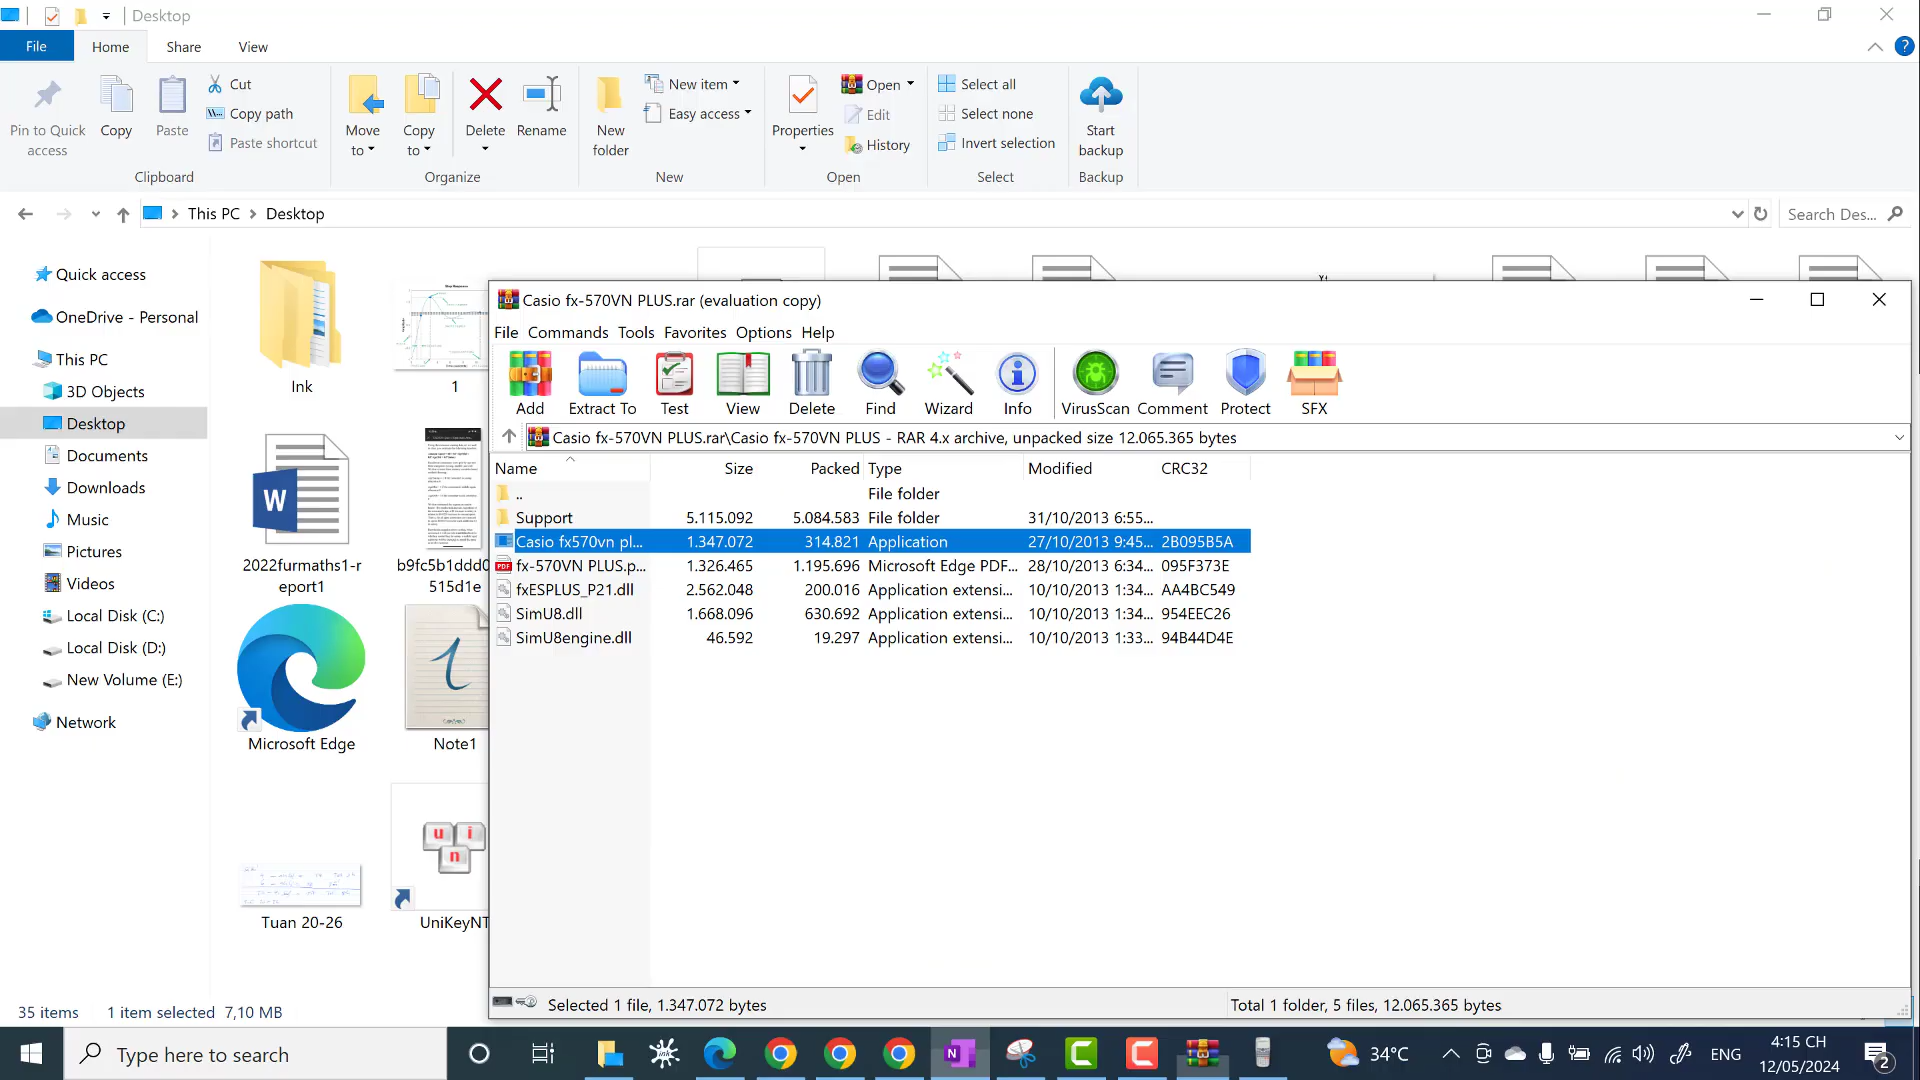 Desktop
File Home Share View
Pin to Quick access
Copy
Paste
Cut
Copy path
Paste shortcut
Clipboard
Move to
Copy to
Delete
Rename
Organize
New folder
New item
Easy access
New
Properties
Open
Edit
History
Open
Select all
Select none
Invert selection
Select
Start backup
Backup
This PC Desktop
Search Des...
Quick access
OneDrive - Personal
This PC
3D Objects
Desktop
Documents
Downloads
Music
Pictures
Videos
Local Disk (C:)
Local Disk (D:)
New Volume (E:)
Network
Ink
1
2022furmaths1-r
eport1
b9fc5b1ddd0
515d1e
Microsoft Edge
Note1
Tuan 20-26
UniKeyNT
Casio fx-570VN PLUS.rar (evaluation copy)
File Commands Tools Favorites Options Help
Add Extract To Test View Delete Find Wizard Info VirusScan Comment Protect SFX
Casio fx-570VN PLUS.rar\Casio fx-570VN PLUS - RAR 4.x archive, unpacked size 12.065.365 bytes
Name Size Packed Type Modified CRC32
.. File folder
Support 5.115.092 5.084.583 File folder 31/10/2013 6:55...
Casio fx570vn pl... 1.347.072 314.821 Application 27/10/2013 9:45... 2B095B5A
fx-570VN PLUS.p... 1.326.465 1.195.696 Microsoft Edge PDF... 28/10/2013 6:34... 095F373E
fxESPLUS_P21.dll 2.562.048 200.016 Application extensi... 10/10/2013 1:34... AA4BC549
SimU8.dll 1.668.096 630.692 Application extensi... 10/10/2013 1:34... 954EEC26
SimU8engine.dll 46.592 19.297 Application extensi... 10/10/2013 1:33... 94B44D4E
Selected 1 file, 1.347.072 bytes
Total 1 folder, 5 files, 12.065.365 bytes
35 items 1 item selected 7,10 MB
Type here to search
34°C
ENG
4:15 CH
12/05/2024
2